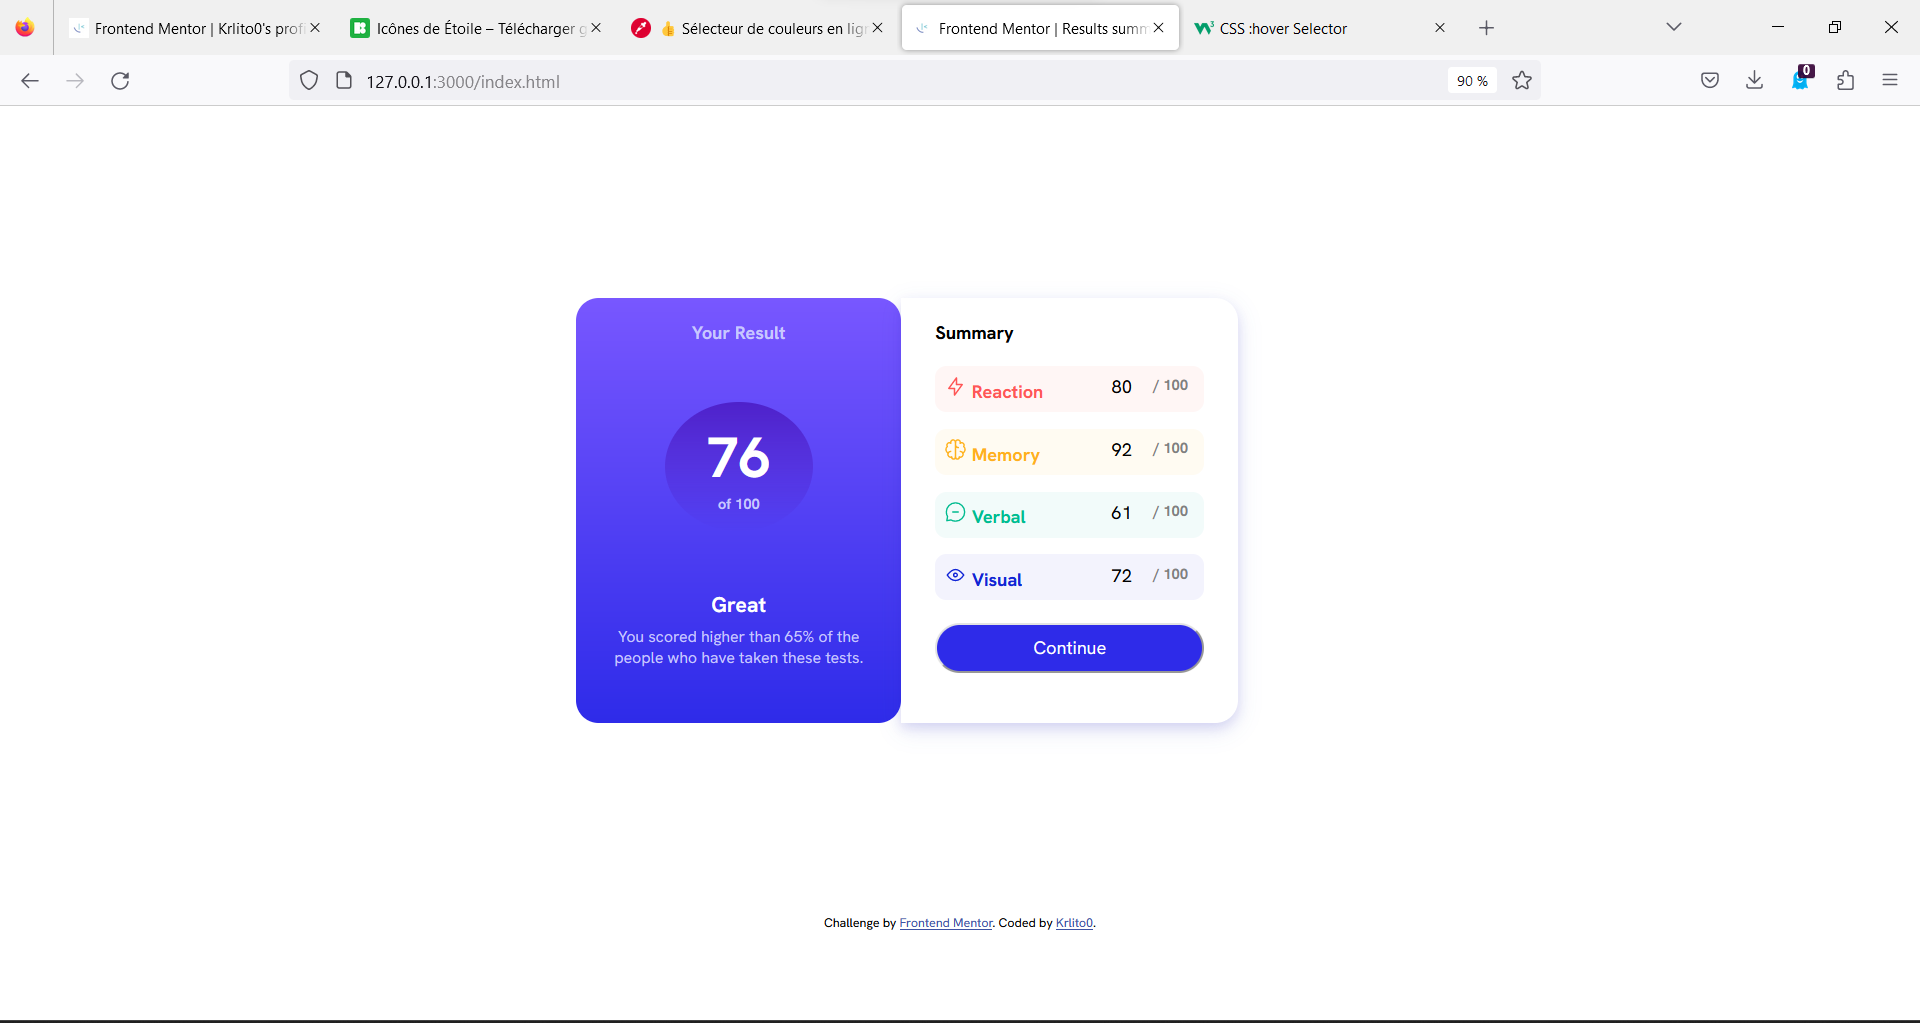 Frontend Mentor | Krlito0's profi
Icônes de Étoile – Télécharger g
👍 Sélecteur de couleurs en lig
Frontend Mentor | Results summ
CSS :hover Selector
127.0.0.1:3000/index.html
90 %
0
Your Result
76
of 100
Great
You scored higher than 65% of the
people who have taken these tests.
Summary
Reaction 80 / 100
Memory 92 / 100
Verbal 61 / 100
Visual 72 / 100
Continue
Challenge by Frontend Mentor. Coded by Krlito0.